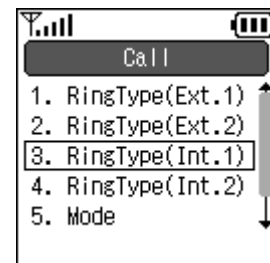 Call
1. RingType(Ext.1)
2. RingType(Ext.2)
3. RingType(Int.1)
4. RingType(Int.2)
5. Mode